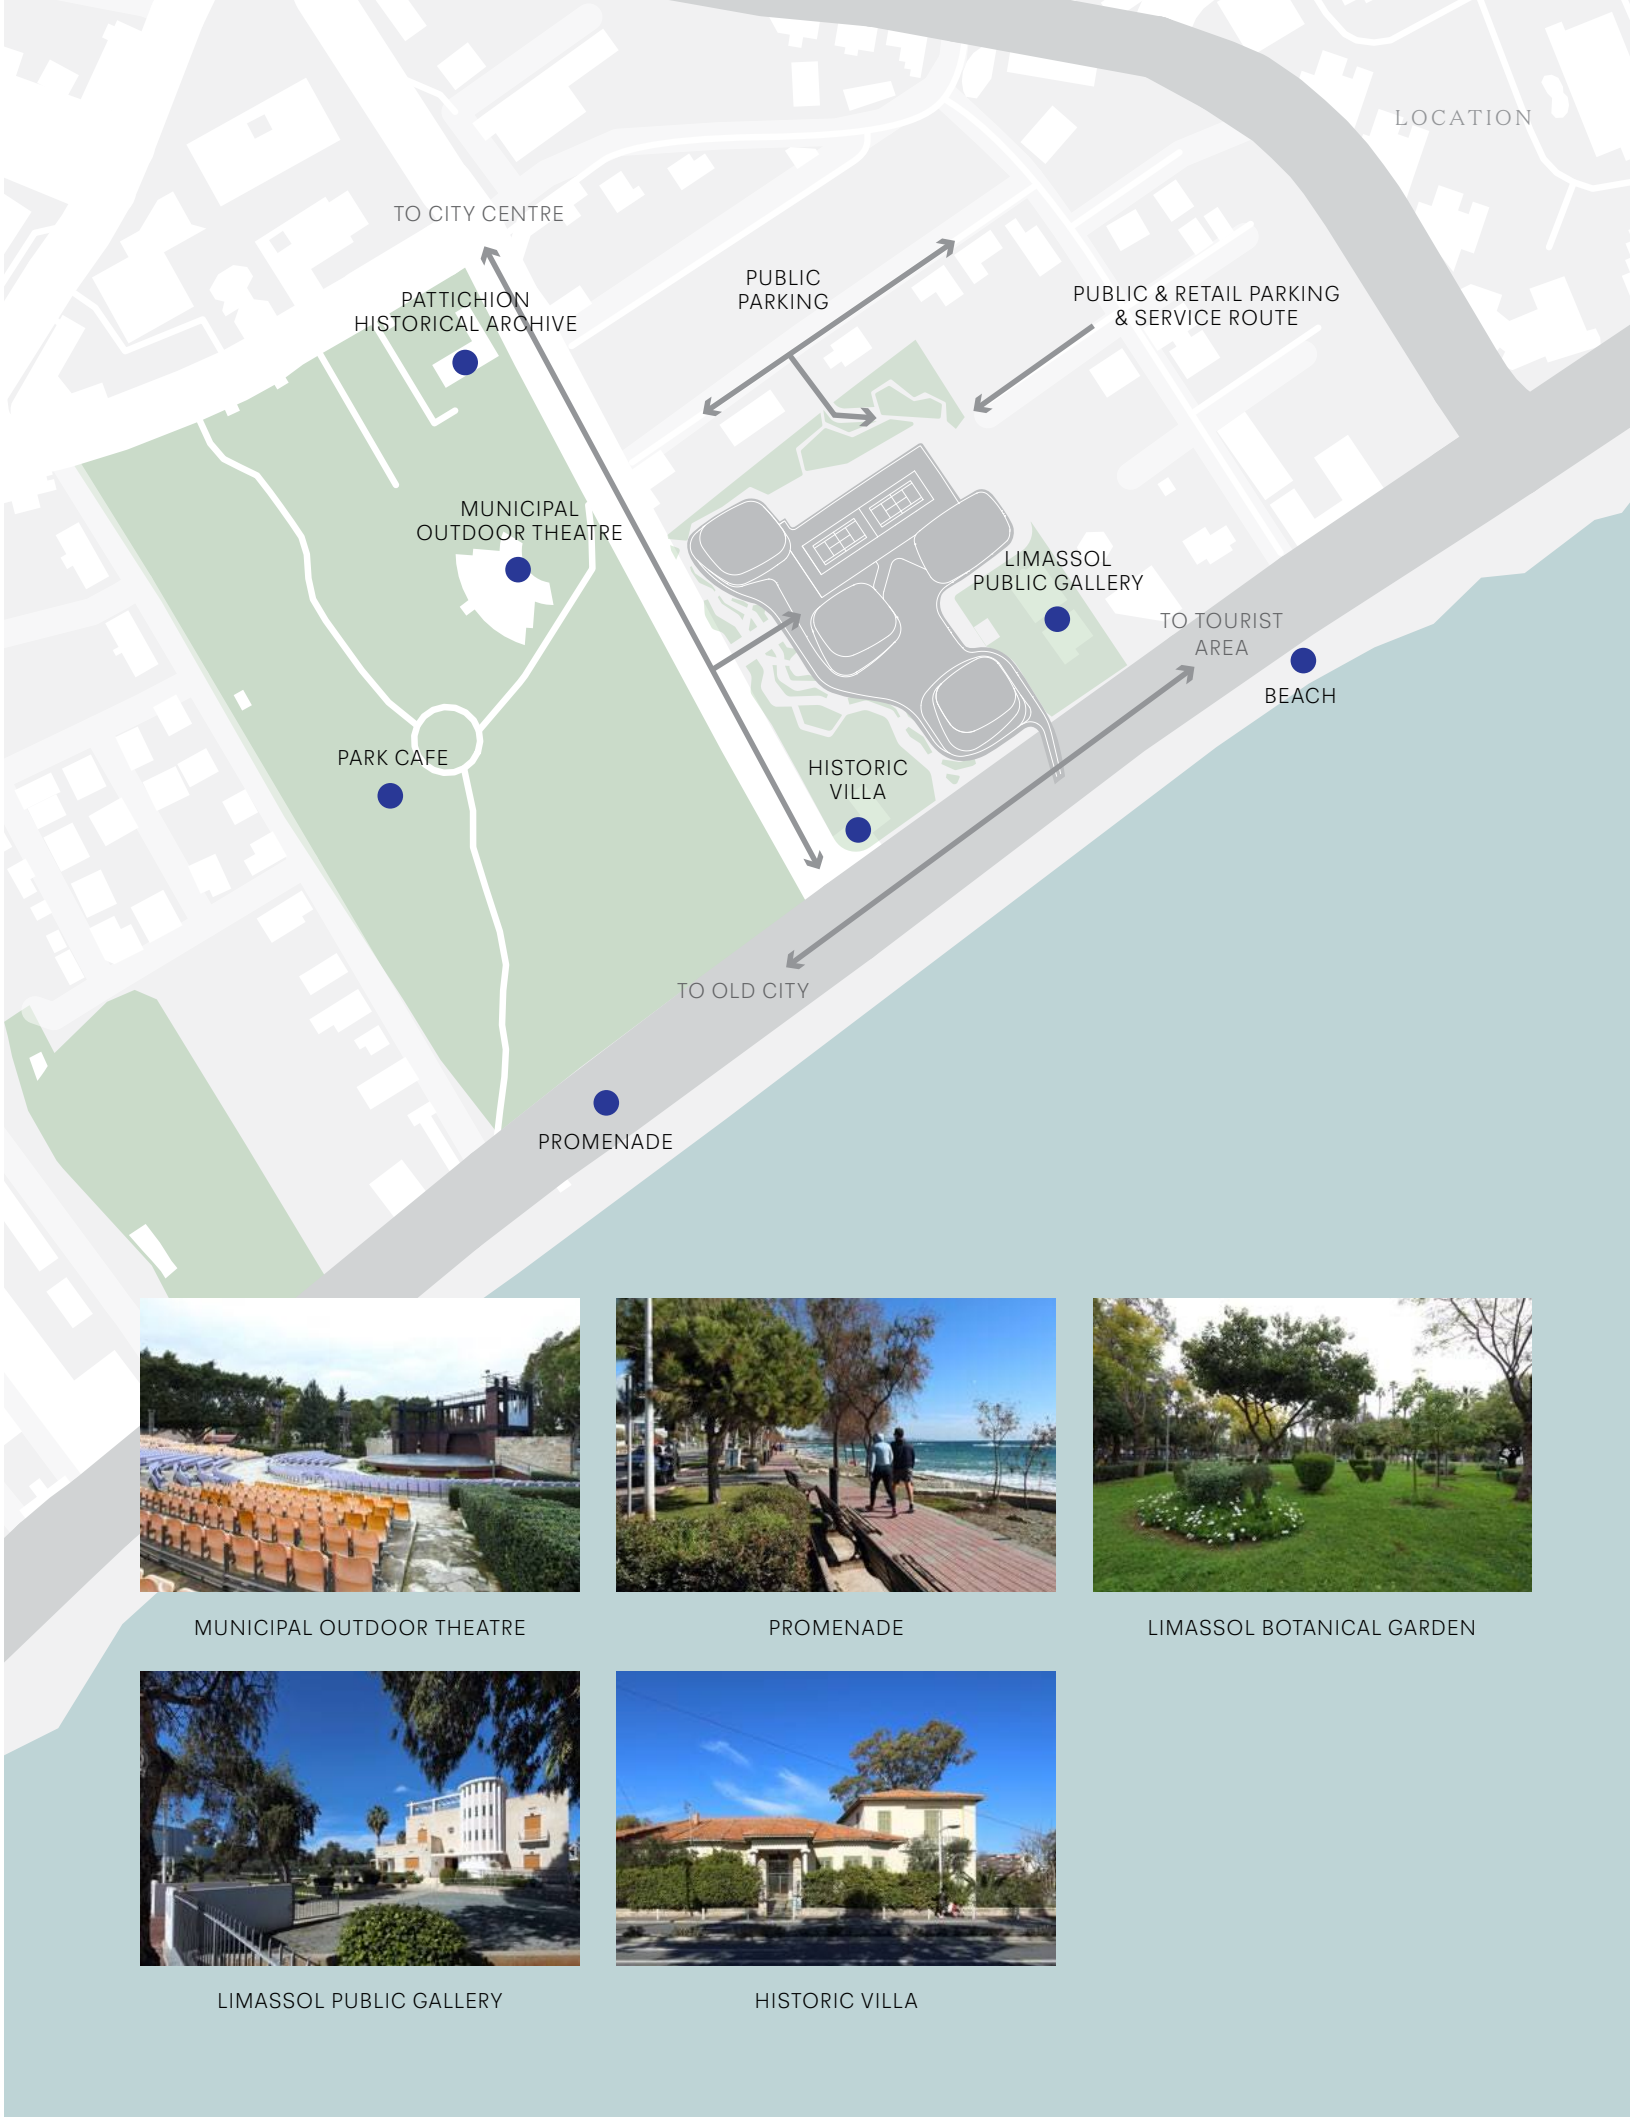 LOCATION
TO CITY CENTRE
PATTICHION
HISTORICAL ARCHIVE
PUBLIC
PARKING
PUBLIC & RETAIL PARKING
& SERVICE ROUTE
MUNICIPAL
OUTDOOR THEATRE
LIMASSOL
PUBLIC GALLERY
TO TOURIST
AREA
BEACH
PARK CAFE
HISTORIC
VILLA
TO OLD CITY
PROMENADE
MUNICIPAL OUTDOOR THEATRE
PROMENADE
LIMASSOL BOTANICAL GARDEN
LIMASSOL PUBLIC GALLERY
HISTORIC VILLA